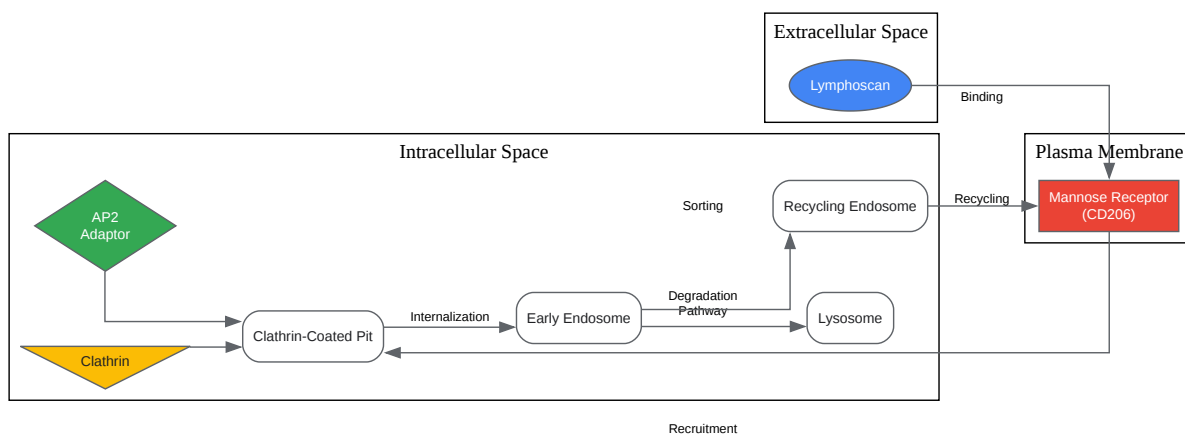 Extracellular Space
Lymphoscan
Binding
Intracellular Space
Plasma Membrane
AP2
Adaptor
Sorting
Recycling Endosome
Recycling
Mannose Receptor
(CD206)
Clathrin-Coated Pit
Internalization
Early Endosome
Degradation
Pathway
Lysosome
Clathrin
Recruitment